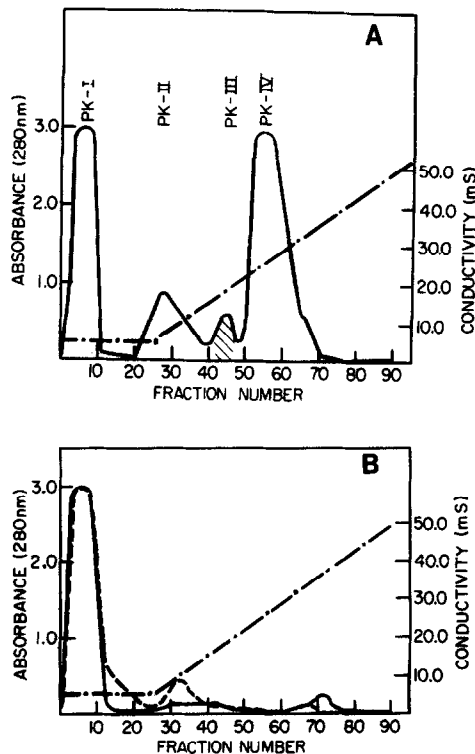 A
PK-I
PK-II
PK-III
PK-IV
ABSORBANCE (280nm)
3.0
2.0
1.0
CONDUCTIVITY (mS)
50.0
40.0
30.0
20.0
10.0
10 20 30 40 50 60 70 80 90
FRACTION NUMBER
B
ABSORBANCE (280nm)
3.0
2.0
1.0
CONDUCTIVITY (mS)
50.0
40.0
30.0
20.0
10.0
10 20 30 40 50 60 70 80 90
FRACTION NUMBER